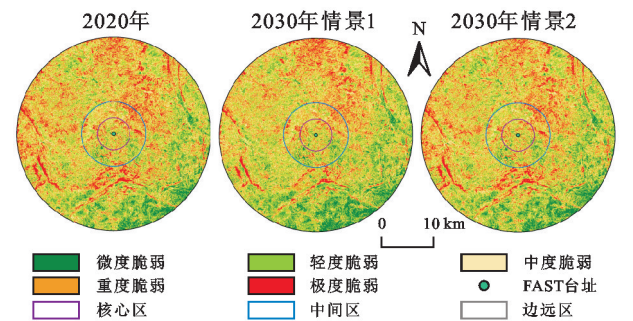 2020年 2030年情景1 2030年情景2
N
0 10 km
微度脆弱 轻度脆弱 中度脆弱
重度脆弱 极度脆弱 FAST台址
核心区 中间区 边远区